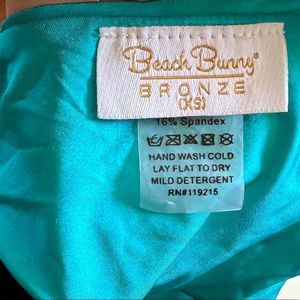 Beach Bunny®
BRONZE
(XS)
16% Spandex
HAND WASH COLD
LAY FLAT TO DRY
MILD DETERGENT
RN#119215